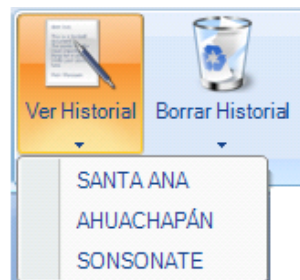 Ver Historial
Borrar Historial
SANTA ANA
AHUACHAPÁN
SONSONATE